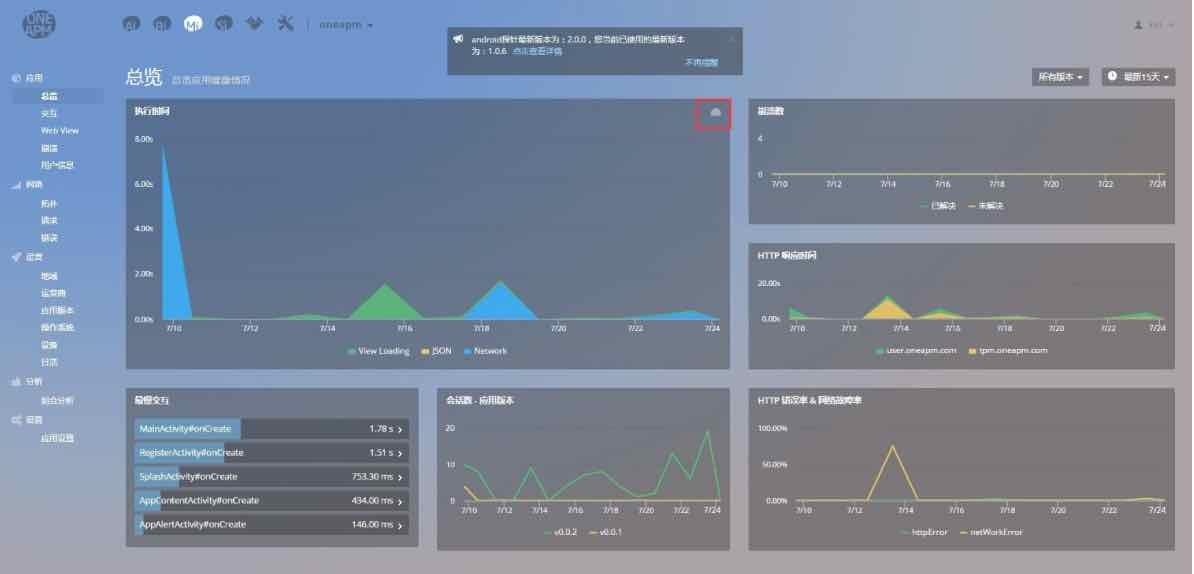 ONE
APM
Ai
Bi
Mi
Si
oneapm
android探针最新版本为：2.0.0，您当前已使用的最新版本
为：1.0.6 点击查看详情
不再提醒
应用
总览
交互
Web View
崩溃
用户信息
网络
拓扑
请求
错误
运营
地域
运营商
应用版本
操作系统
设备
日活
分析
组合分析
设置
应用设置
总览 总览应用健康情况
所有版本
最新15天
执行时间
8.00s
6.00s
4.00s
2.00s
0.00s
7/10 7/12 7/14 7/16 7/18 7/20 7/22 7/24
View Loading JSON Network
崩溃数
4
0
7/10 7/12 7/14 7/16 7/18 7/20 7/22 7/24
已解决 未解决
HTTP 响应时间
20.00s
0.00s
7/10 7/12 7/14 7/16 7/18 7/20 7/22 7/24
user.oneapm.com tpm.oneapm.com
最慢交互
MainActivity#onCreate 1.78 s
RegisterActivity#onCreate 1.51 s
SplashActivity#onCreate 753.30 ms
AppContentActivity#onCreate 434.00 ms
AppAlertActivity#onCreate 146.00 ms
会话数 - 应用版本
20
10
0
7/10 7/12 7/14 7/16 7/18 7/20 7/22 7/24
v0.0.2 v0.0.1
HTTP 错误率 & 网络故障率
100.00%
50.00%
0.00%
7/10 7/12 7/14 7/16 7/18 7/20 7/22 7/24
httpError netWorkError